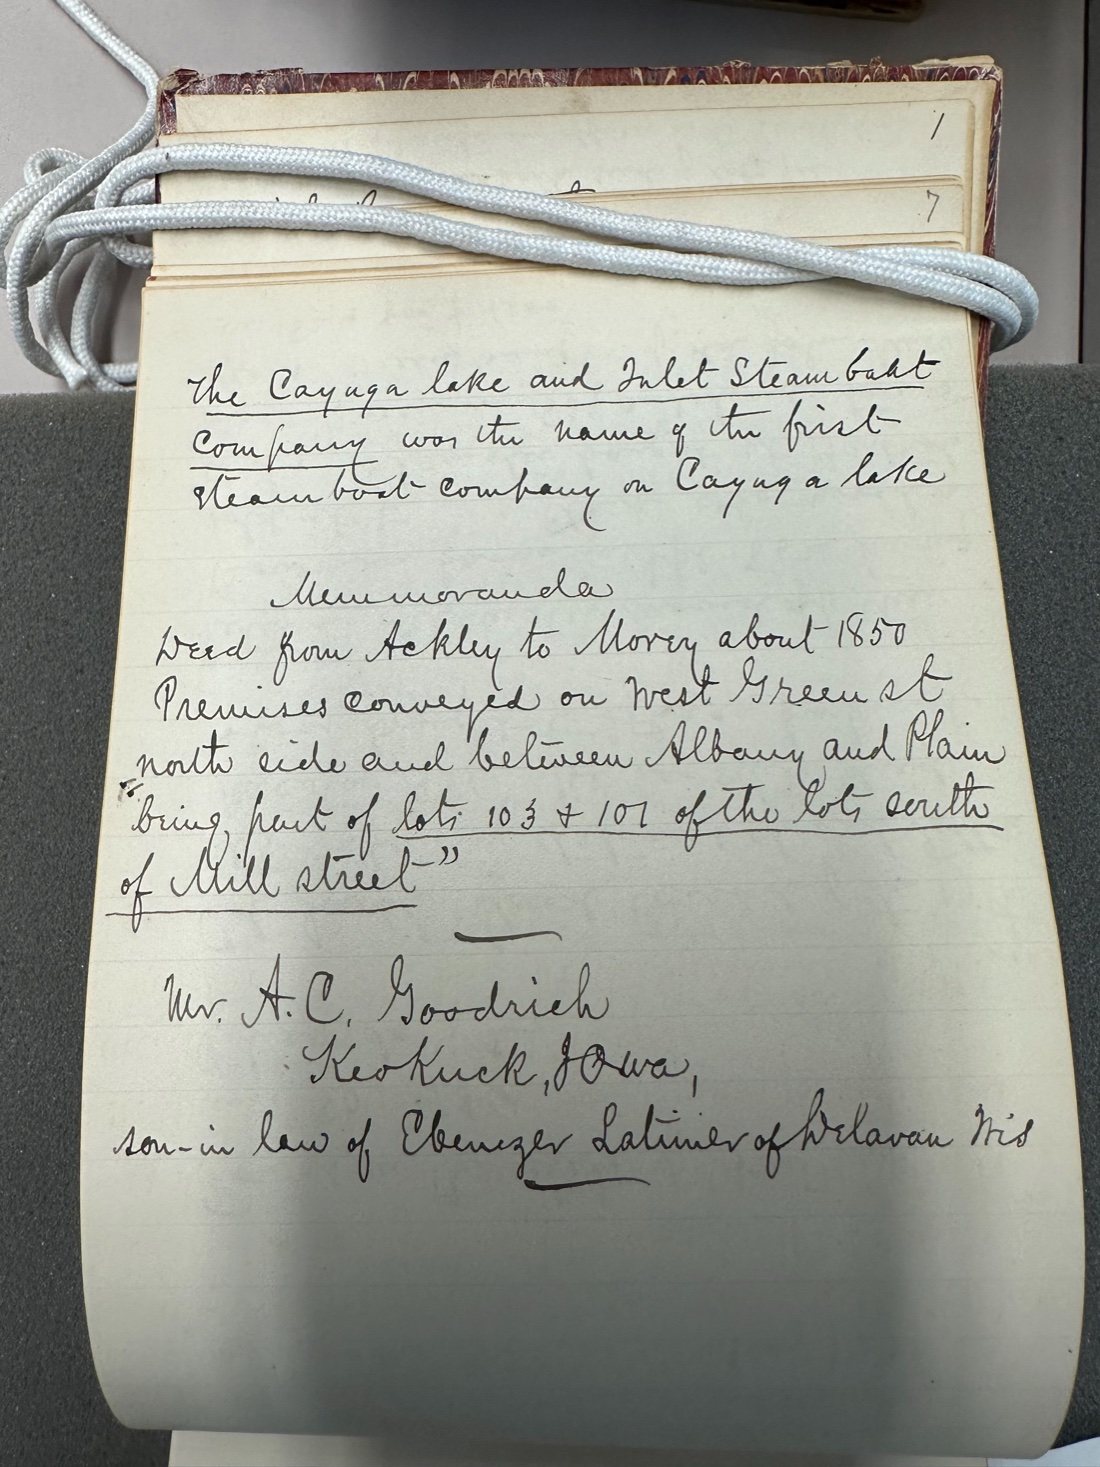 1
7
The Cayuga lake and Inlet Steamboat
Company was the name of the first
steamboat company on Cayuga lake
Memmoranda
Deed from Ackley to Morey about 1850
Premises conveyed on West Green st
north side and between Albany and Plain
"being part of lots 103 & 101 of the lots south
of Mill street"
Mr. A. C. Goodrich
KeoKuck, IOwa,
son-in law of Ebenezer Latimer of Delavan Wis